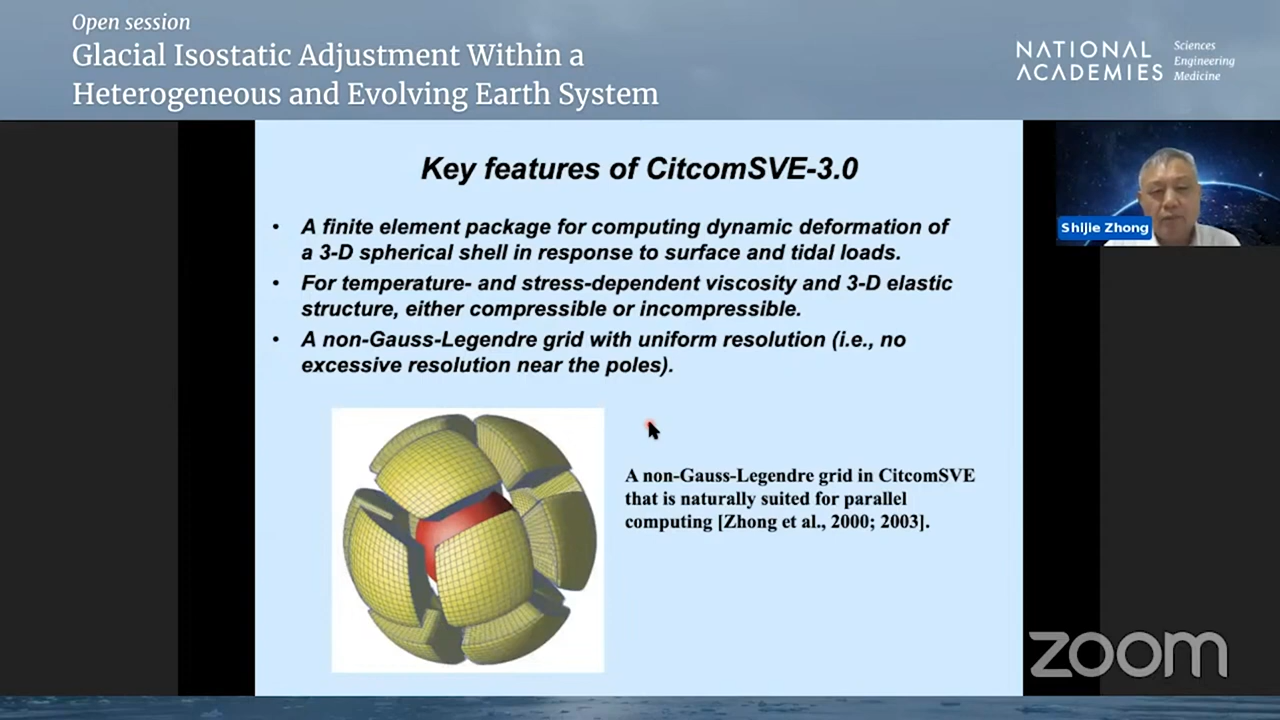 Open session
Glacial Isostatic Adjustment Within a
Heterogeneous and Evolving Earth System
NATIONAL
ACADEMIES
Sciences
Engineering
Medicine
Key features of CitcomSVE-3.0
• A finite element package for computing dynamic deformation of
a 3-D spherical shell in response to surface and tidal loads.
• For temperature- and stress-dependent viscosity and 3-D elastic
structure, either compressible or incompressible.
• A non-Gauss-Legendre grid with uniform resolution (i.e., no
excessive resolution near the poles).
A non-Gauss-Legendre grid in CitcomSVE
that is naturally suited for parallel
computing [Zhong et al., 2000; 2003].
Shijie Zhong
zoom